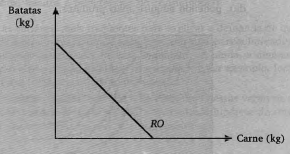 Batatas
(kg)
RO
Carne (kg)